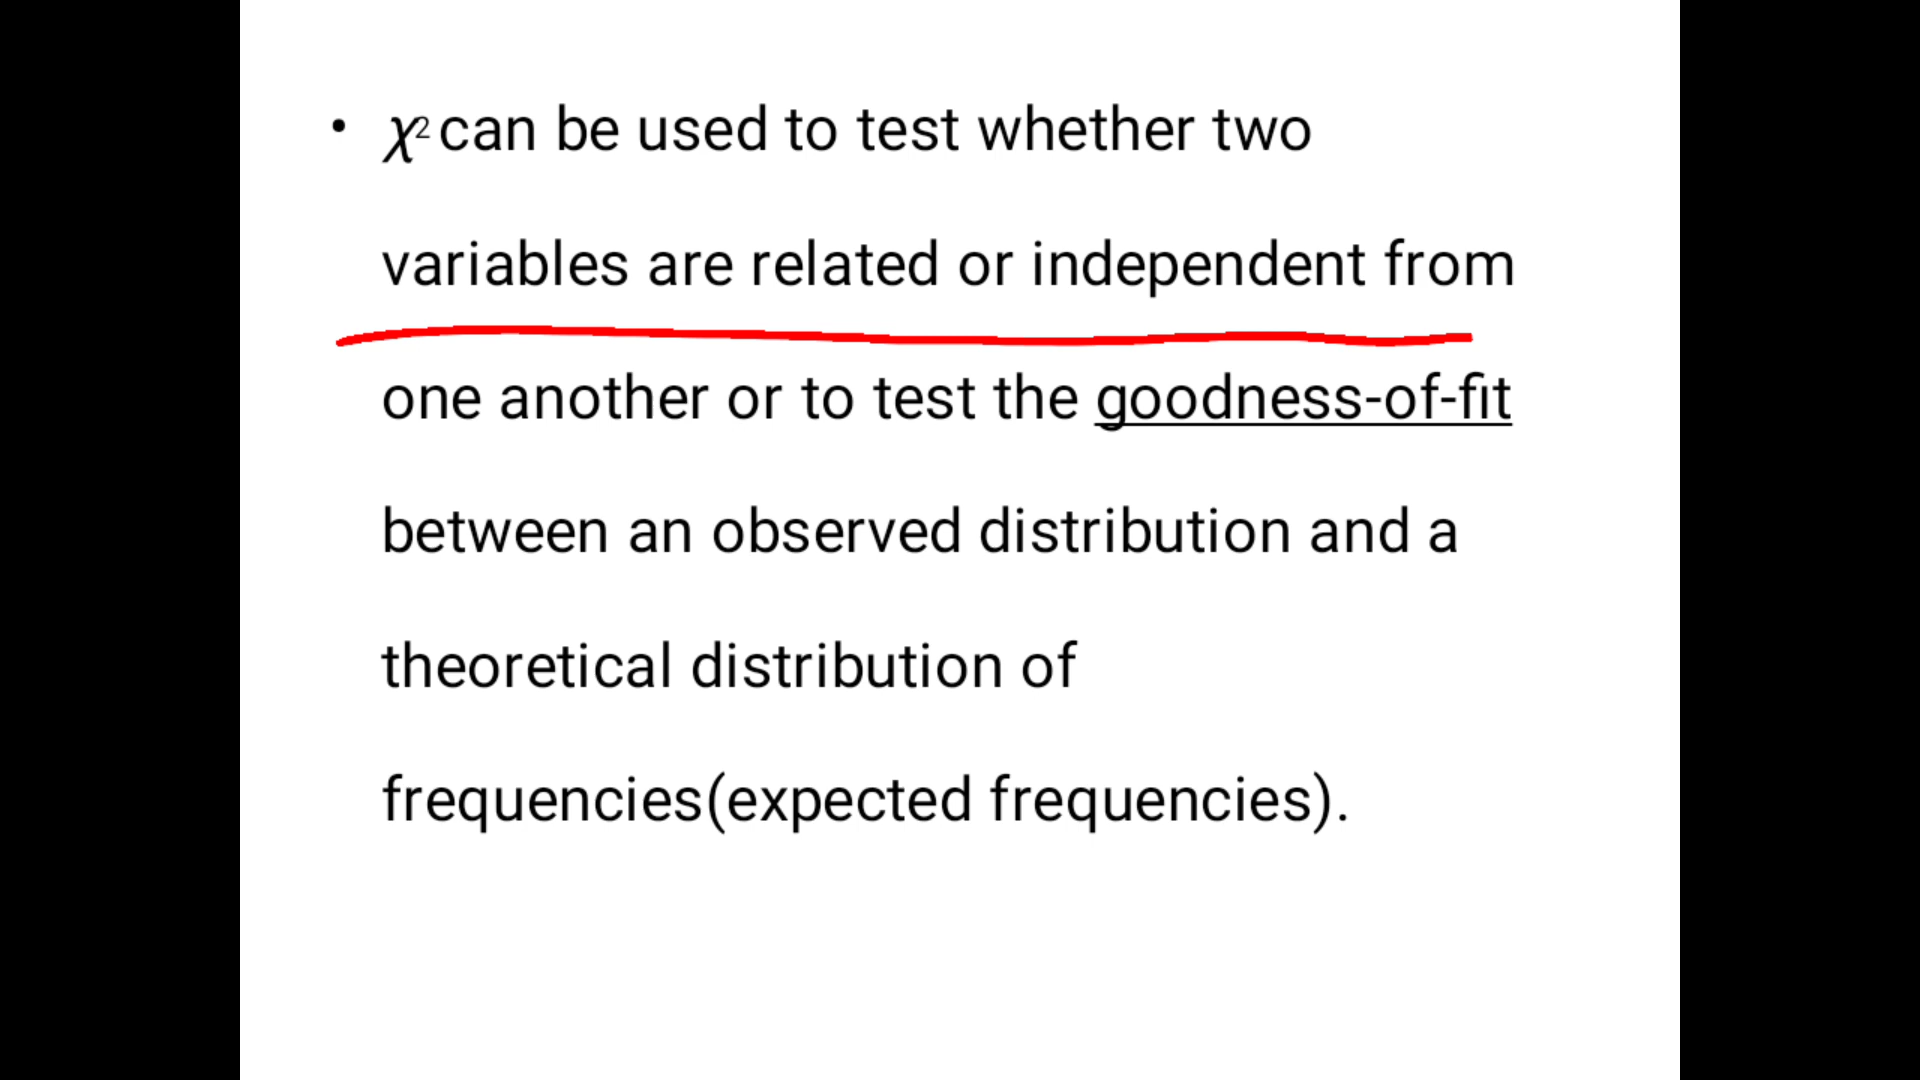 • χ² can be used to test whether two
variables are related or independent from
one another or to test the goodness-of-fit
between an observed distribution and a
theoretical distribution of
frequencies(expected frequencies).